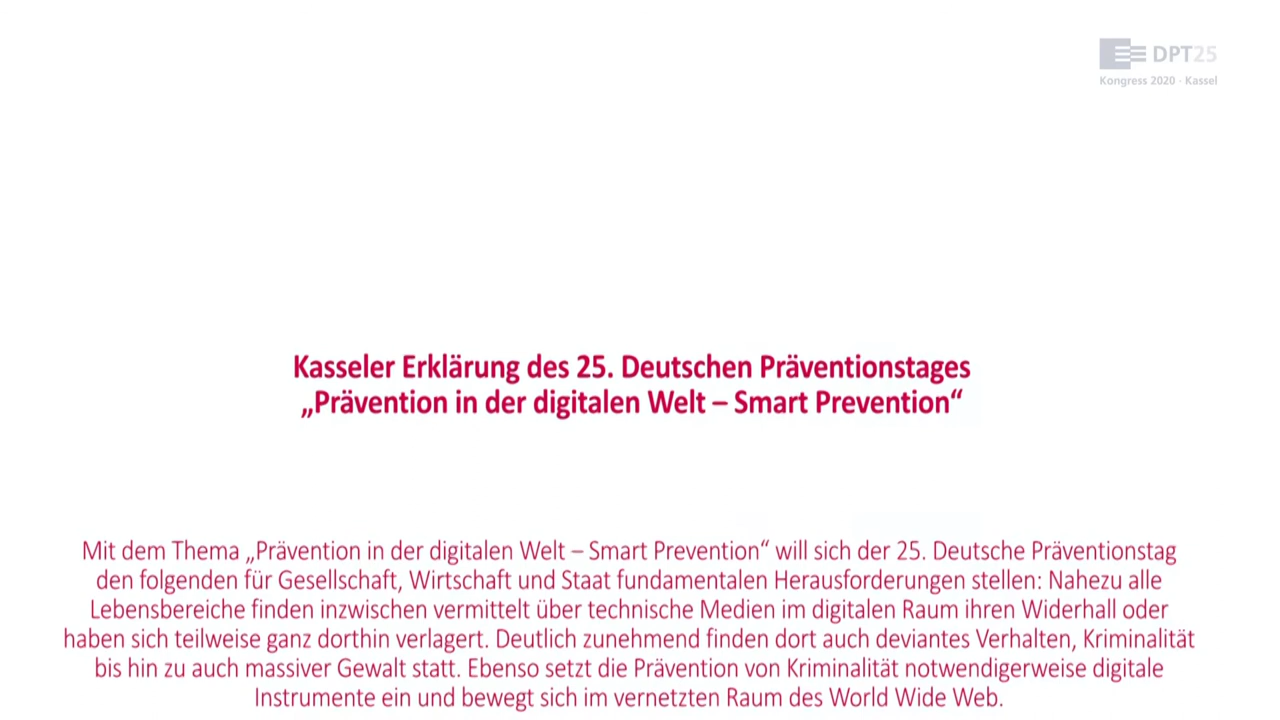 DPT25
Kongress 2020 · Kassel
Kasseler Erklärung des 25. Deutschen Präventionstages
„Prävention in der digitalen Welt – Smart Prevention“
Mit dem Thema „Prävention in der digitalen Welt – Smart Prevention“ will sich der 25. Deutsche Präventionstag
den folgenden für Gesellschaft, Wirtschaft und Staat fundamentalen Herausforderungen stellen: Nahezu alle
Lebensbereiche finden inzwischen vermittelt über technische Medien im digitalen Raum ihren Widerhall oder
haben sich teilweise ganz dorthin verlagert. Deutlich zunehmend finden dort auch deviantes Verhalten, Kriminalität
bis hin zu auch massiver Gewalt statt. Ebenso setzt die Prävention von Kriminalität notwendigerweise digitale
Instrumente ein und bewegt sich im vernetzten Raum des World Wide Web.